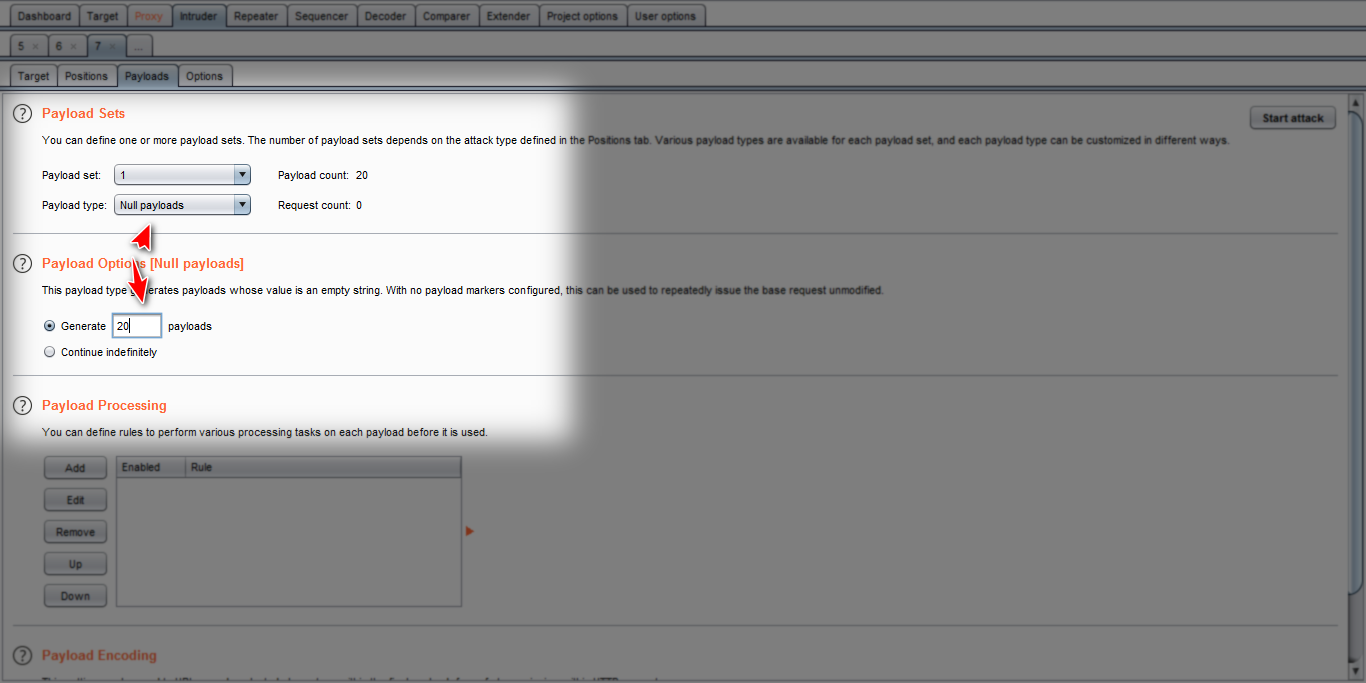 Dashboard Target Proxy Intruder Repeater Sequencer Decoder Comparer Extender Project options User options
5 × 6 × 7 × ...
Target Positions Payloads Options
? Payload Sets
Start attack
You can define one or more payload sets. The number of payload sets depends on the attack type defined in the Positions tab. Various payload types are available for each payload set, and each payload type can be customized in different ways.
Payload set: 1 Payload count: 20
Payload type: Null payloads Request count: 0
? Payload Options [Null payloads]
This payload type generates payloads whose value is an empty string. With no payload markers configured, this can be used to repeatedly issue the base request unmodified.
Generate 20 payloads
Continue indefinitely
? Payload Processing
You can define rules to perform various processing tasks on each payload before it is used.
Add Enabled Rule
Edit
Remove
Up
Down
? Payload Encoding